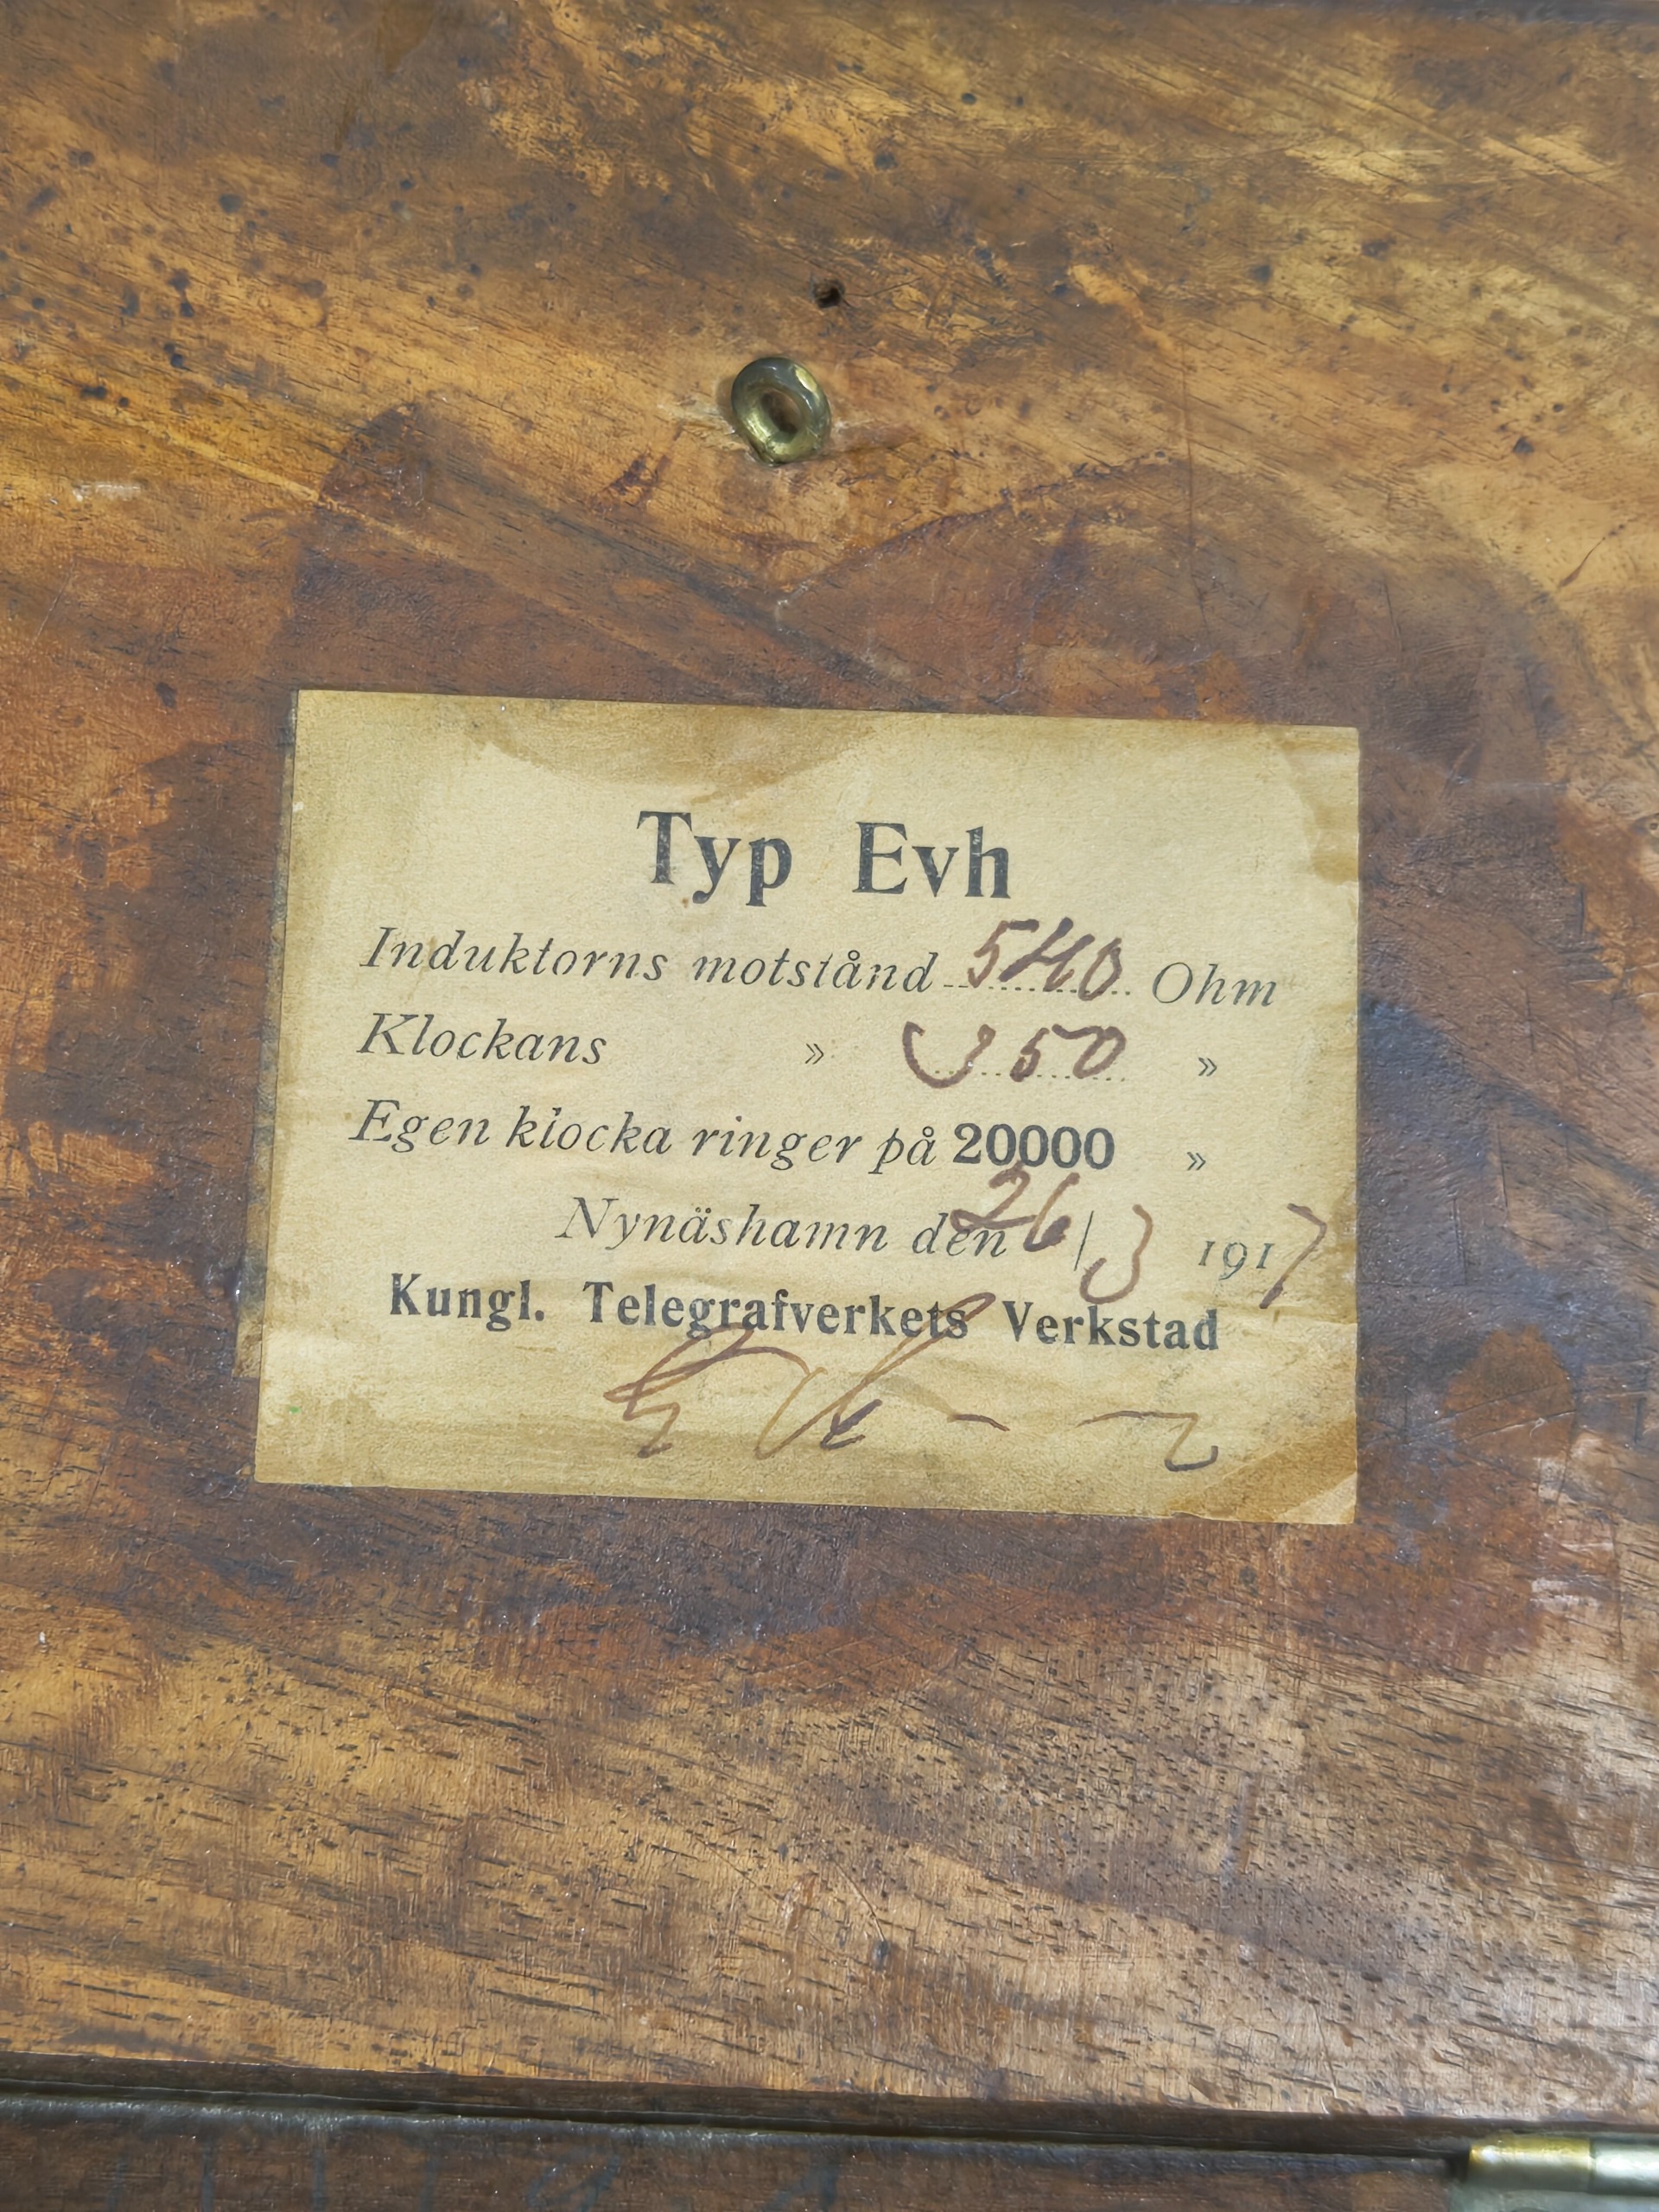 Typ Evh
Induktorns motstånd 540 Ohm
Klockans » 350 »
Egen klocka ringer på 20000 »
Nynäshamn den 26/3 1917
Kungl. Telegrafverkets Verkstad